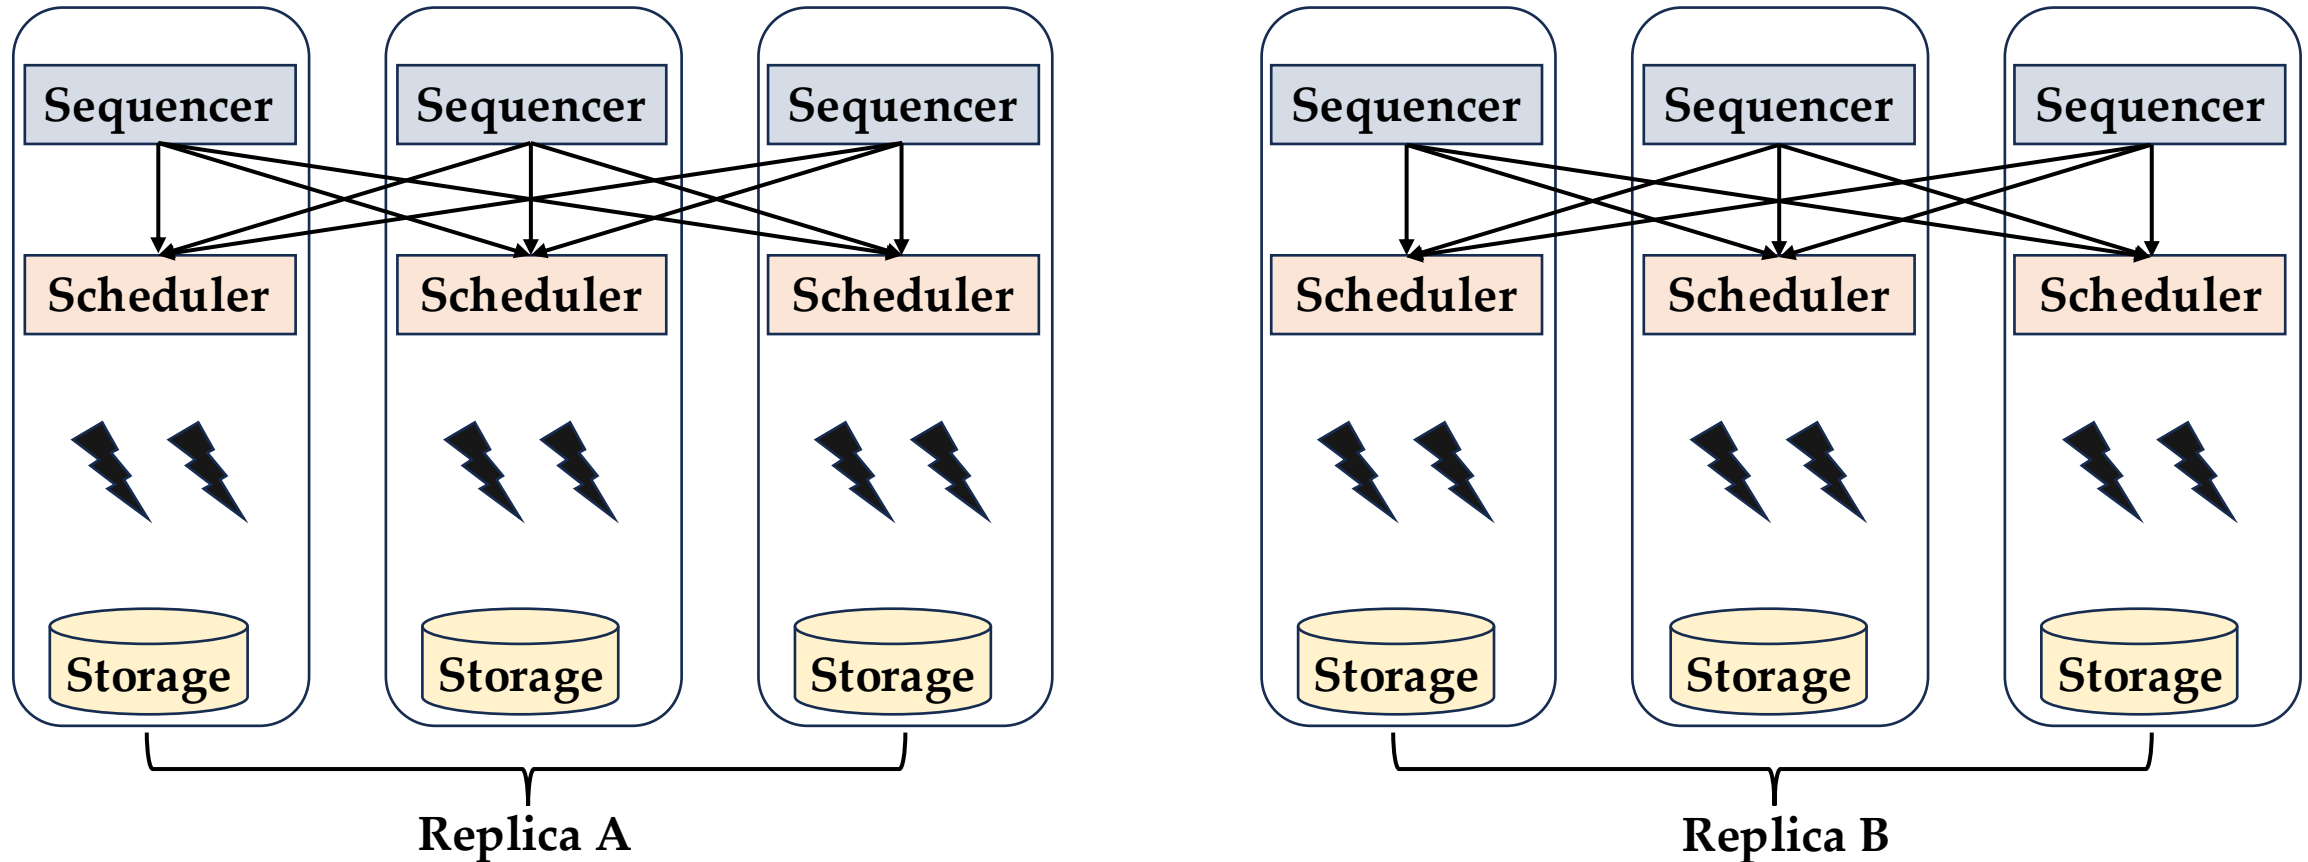 Sequencer
Sequencer
Sequencer
Sequencer
Sequencer
Sequencer
Scheduler
Scheduler
Scheduler
Scheduler
Scheduler
Scheduler
Storage
Storage
Storage
Storage
Storage
Storage
Replica A
Replica B